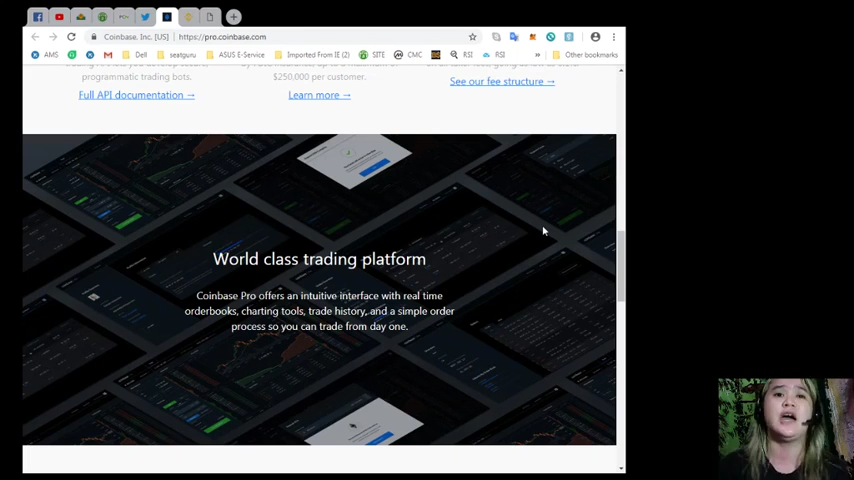 Coinbase, Inc. [US] | https://pro.coinbase.com
AMS
Dell
seatguru
ASUS E-Service
Imported From IE (2)
SITE
CMC
RSI
RSI
»
Other bookmarks
programmatic trading bots.
$250,000 per customer.
See our fee structure →
Full API documentation →
Learn more →
World class trading platform
Coinbase Pro offers an intuitive interface with real time
orderbooks, charting tools, trade history, and a simple order
process so you can trade from day one.